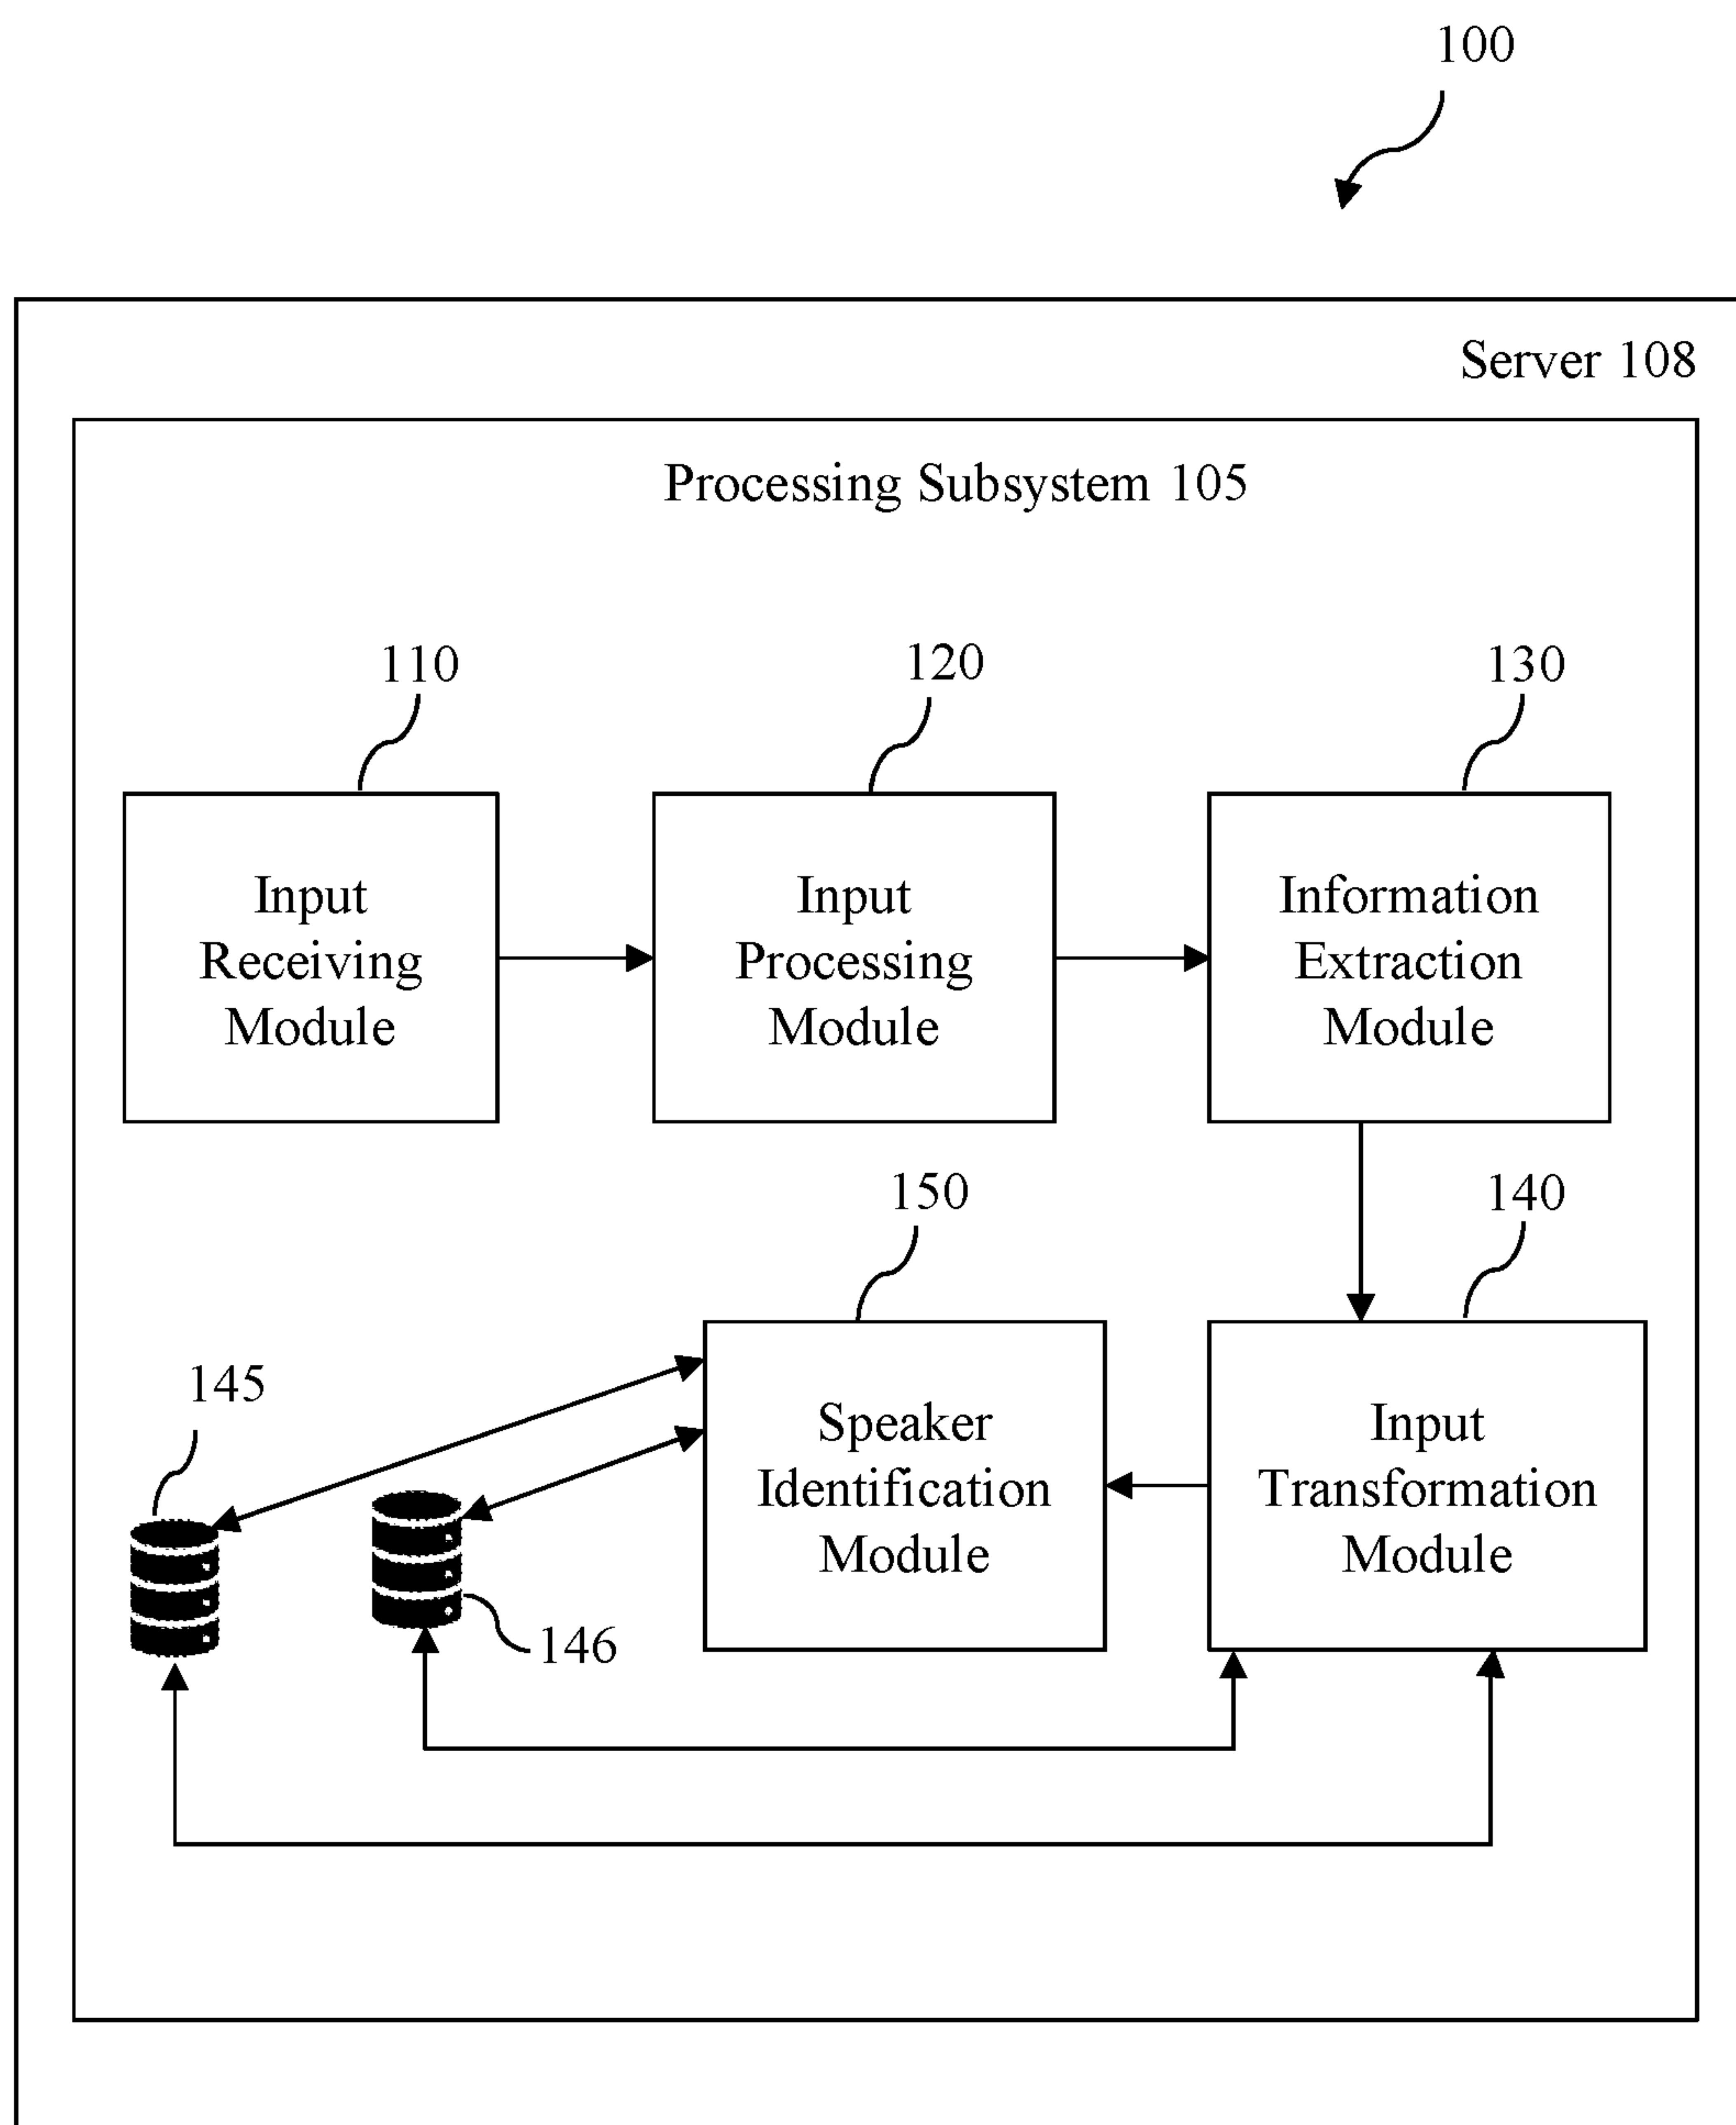 100
Server 108
Processing Subsystem 105
110
120
130
Input
Receiving
Module
Input
Processing
Module
Information
Extraction
Module
150
140
145
Speaker
Identification
Module
Input
Transformation
Module
146